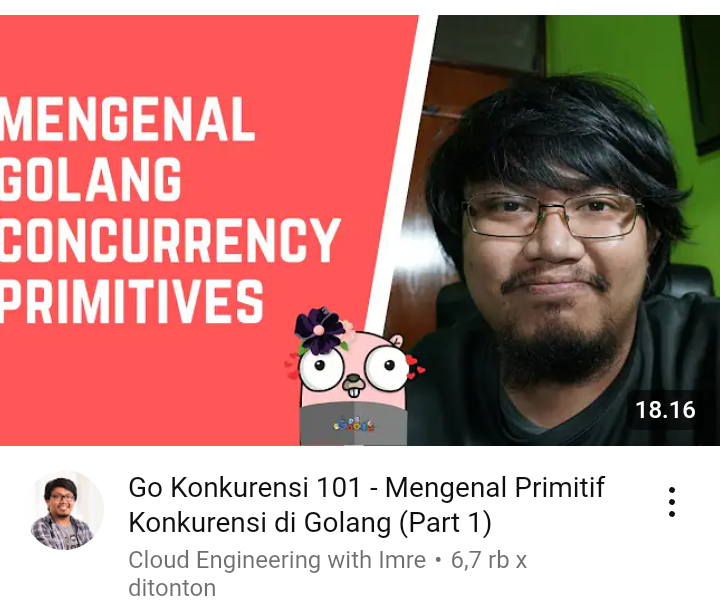 MENGENAL
GOLANG
CONCURRENCY
PRIMITIVES
18.16
Go Konkurensi 101 - Mengenal Primitif
Konkurensi di Golang (Part 1)
Cloud Engineering with Imre • 6,7 rb x
ditonton